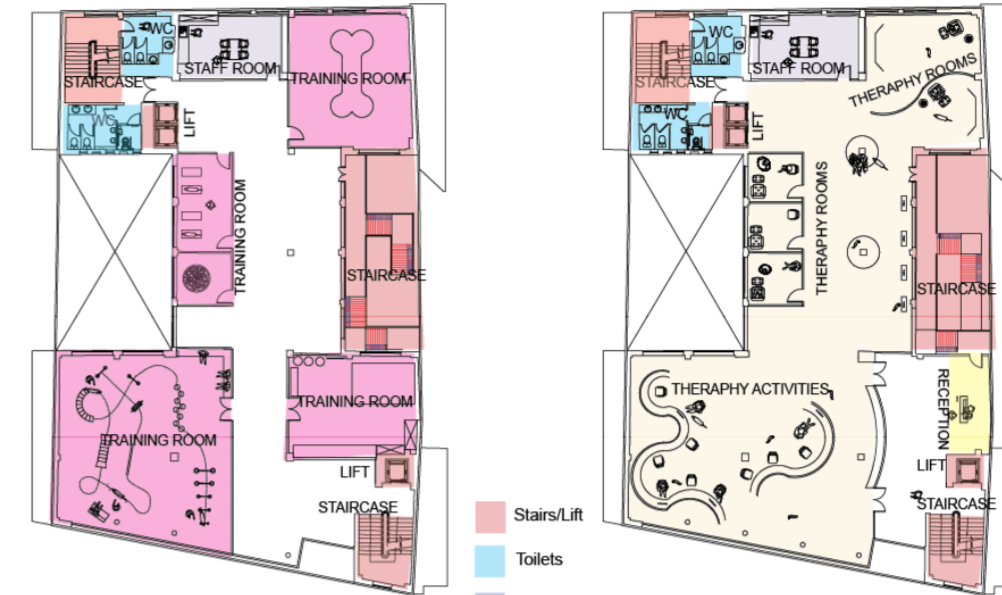 WC
STAFF ROOM
TRAINING ROOM
STAIRCASE
WC
LIFT
TRAINING ROOM
STAIRCASE
TRAINING ROOM
TRAINING ROOM
LIFT
STAIRCASE
Stairs/Lift
Toilets
WC
STAFF ROOM
THERAPHY ROOMS
STAIRCASE
WC
LIFT
THERAPHY ROOMS
STAIRCASE
THERAPHY ACTIVITIES
RECEPTION
LIFT
STAIRCASE